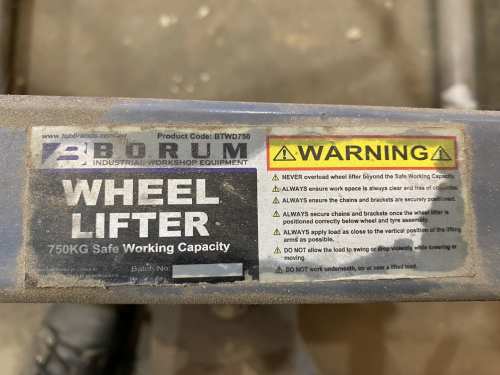 Product Code: BTWD750
BORUM
INDUSTRIAL WORKSHOP EQUIPMENT
WHEEL
LIFTER
750KG Safe Working Capacity
Batch No:
WARNING
NEVER overload wheel lifter beyond the Safe Working Capacity
ALWAYS ensure work space is always clear and free of obstacles
ALWAYS ensure the chains and brackets are securely positioned.
ALWAYS secure chains and brackets once the wheel lifter is
positioned correctly below wheel and tyre assembly.
ALWAYS apply load as close to the vertical position of the lifting
arms as possible.
DO NOT allow the load to swing or drop violently while lowering or
moving.
DO NOT work underneath, on or near a lifted load.